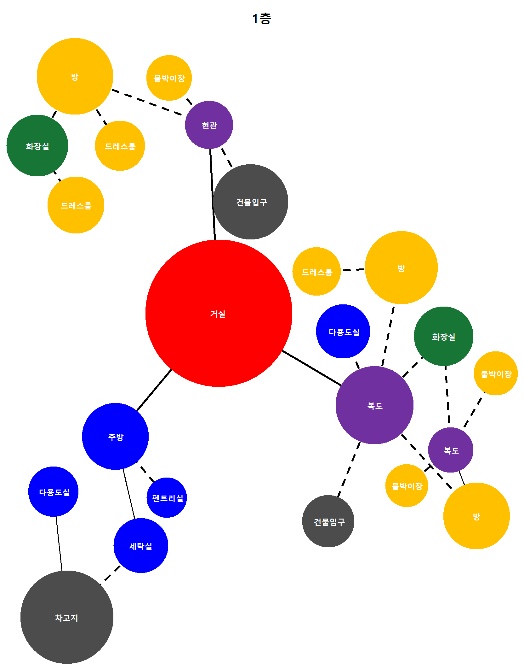 1층
방
붙박이장
현관
화장실
드레스룸
드레스룸
건물입구
거실
드레스룸
방
다용도실
화장실
붙박이장
복도
주방
복도
다용도실
팬트리실
붙박이장
건물입구
방
세탁실
차고지